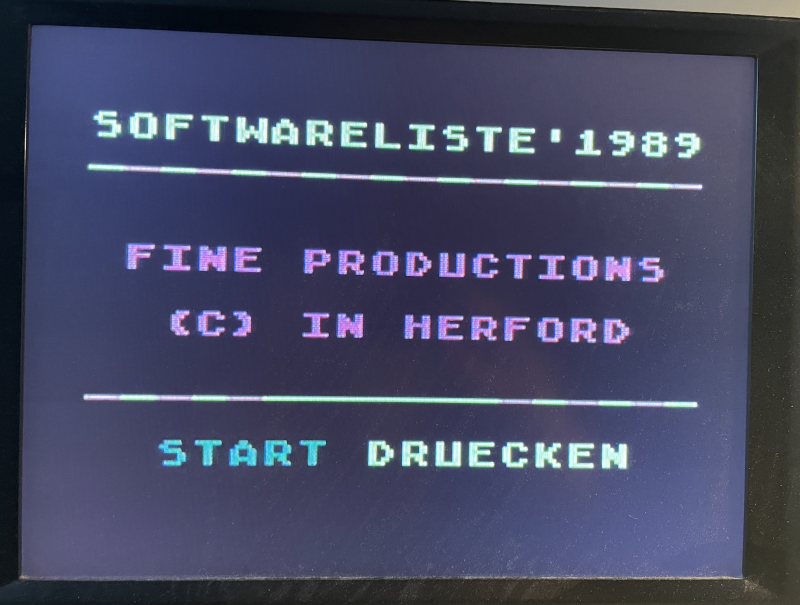 SOFTWARELISTE'1989
FINE PRODUCTIONS
(C) IN HERFORD
START DRUECKEN